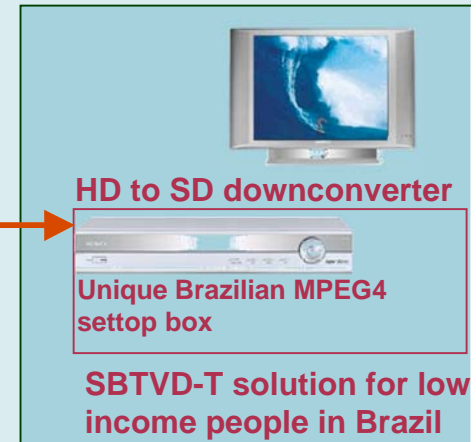 HD to SD downconverter
Unique Brazilian MPEG4
settop box
SBTVD-T solution for low
income people in Brazil